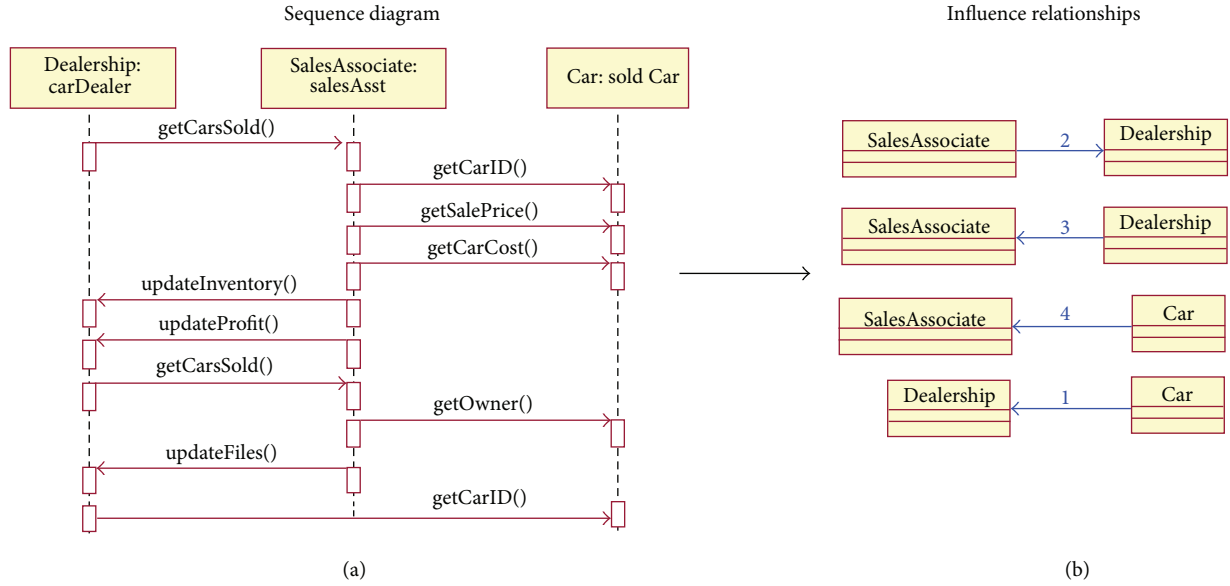 Sequence diagram
Dealership:
carDealer
SalesAssociate:
salesAsst
Car: sold Car
getCarsSold()
getCarID()
getSalePrice()
getCarCost()
updateInventory()
updateProfit()
getCarsSold()
getOwner()
updateFiles()
getCarID()
(a)
Influence relationships
SalesAssociate
2
Dealership
SalesAssociate
3
Dealership
SalesAssociate
4
Car
Dealership
1
Car
(b)